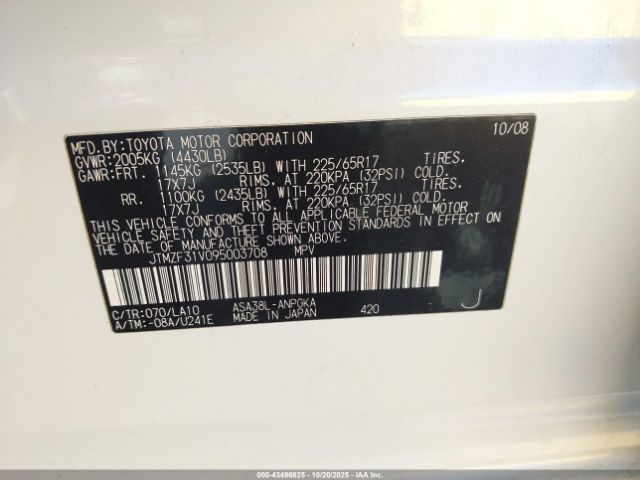 MFD. BY: TOYOTA MOTOR CORPORATION 10/08
GVWR: 2005KG (4430LB)
GAWR: FRT. 1145KG (2535LB) WITH 225/65R17 TIRES.
17X7J RIMS. AT 220KPA (32PSI) COLD.
RR. 1100KG (2435LB) WITH 225/65R17 TIRES.
17X7J RIMS. AT 220KPA (32PSI) COLD.
THIS VEHICLE CONFORMS TO ALL APPLICABLE FEDERAL MOTOR
VEHICLE SAFETY AND THEFT PREVENTION STANDARDS IN EFFECT ON
THE DATE OF MANUFACTURE SHOWN ABOVE.
JTMZF31V095003708 MPV
C/TR: 070/LA10 ASA38L-ANPGKA
A/TM: -08A/U241E MADE IN JAPAN 420
J
000-43496825 - 10/20/2025 - IAA Inc.